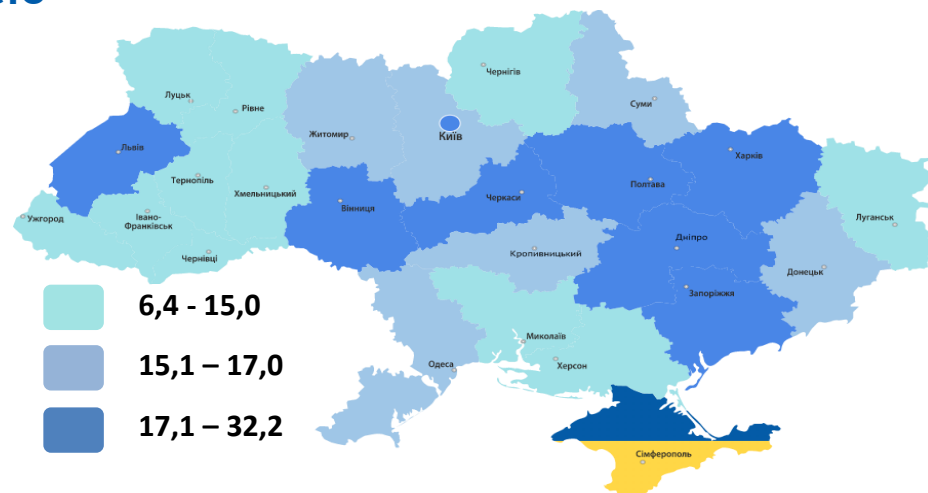 Чернігів
Луцьк
Рівне
Суми
Житомир
Київ
Львів
Харків
Тернопіль
Хмельницький
Вінниця
Черкаси
Полтава
Ужгород
Івано-
Франківськ
Луганськ
Чернівці
Кропивницький
Дніпро
Донецьк
Запоріжжя
6,4 - 15,0
15,1 – 17,0
17,1 – 32,2
Миколаїв
Одеса
Херсон
Сімферополь